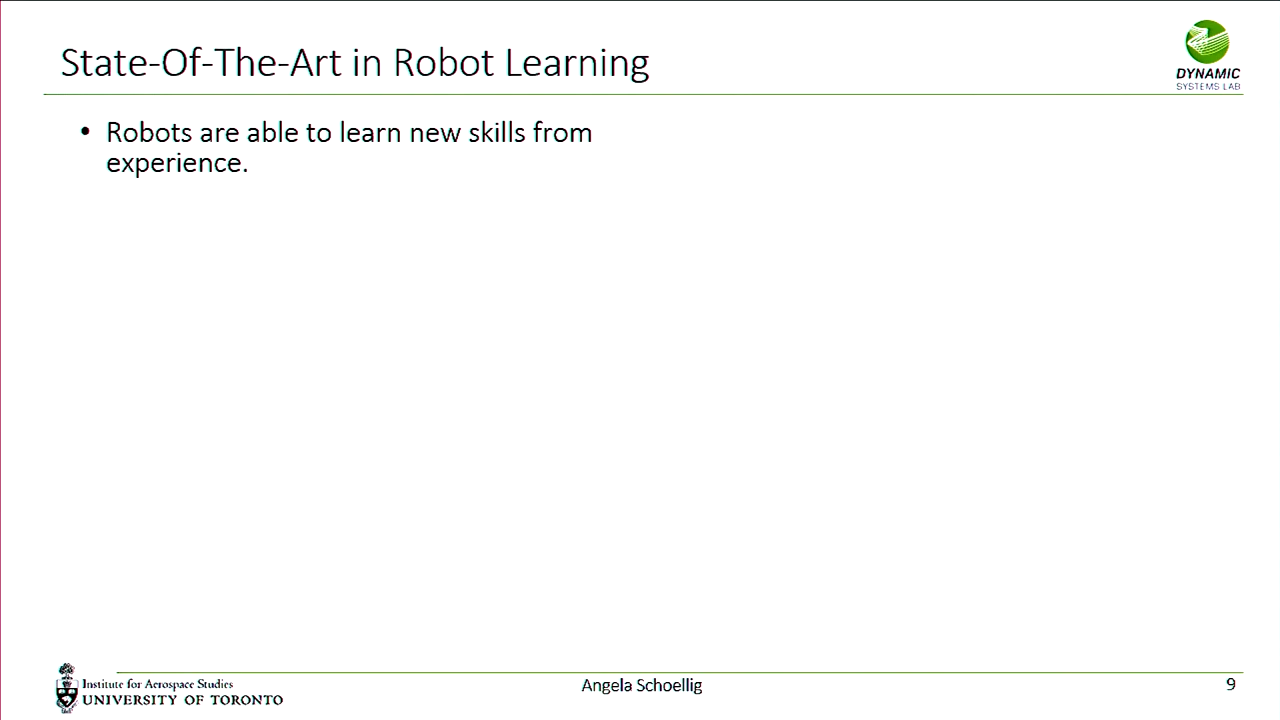 State-Of-The-Art in Robot Learning
DYNAMIC
SYSTEMS LAB
• Robots are able to learn new skills from
experience.
Institute for Aerospace Studies
UNIVERSITY OF TORONTO
Angela Schoellig
9